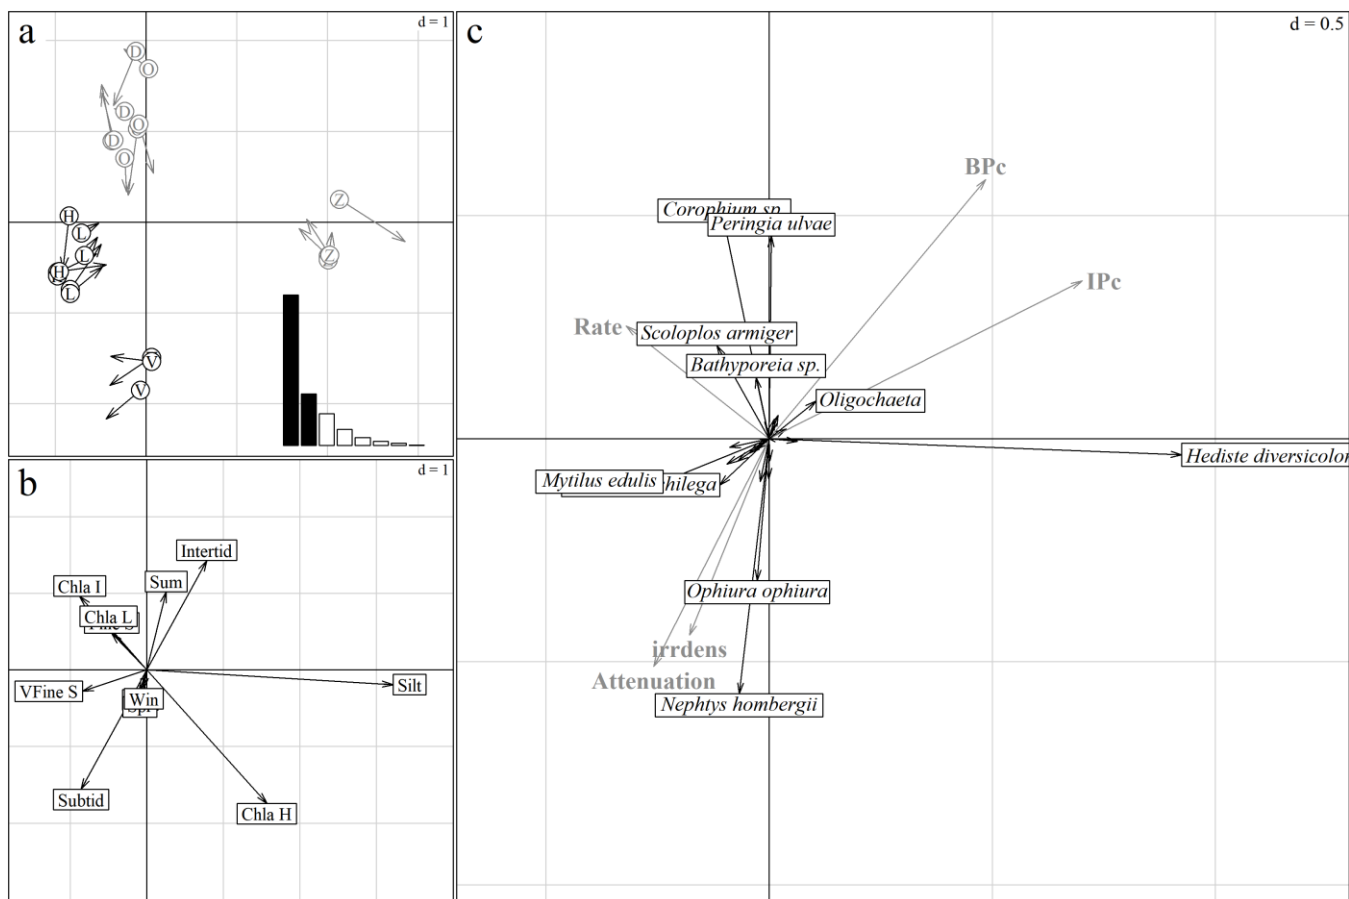 a
d = 1
D
O
D
O
D
O
H
L
L
H
L
Z
Z
V
V
b
d = 1
Intertid
Chla I
Sum
Chla L
VFine S
Win
Silt
Subtid
Chla H
c
d = 0.5
BPc
Corophium sp.
Peringia ulvae
IPc
Rate
Scoloplos armiger
Bathyporeia sp.
Oligochaeta
Hediste diversicolor
Mytilus edulis
Ophiura ophiura
irrdens
Attenuation
Nephtys hombergii